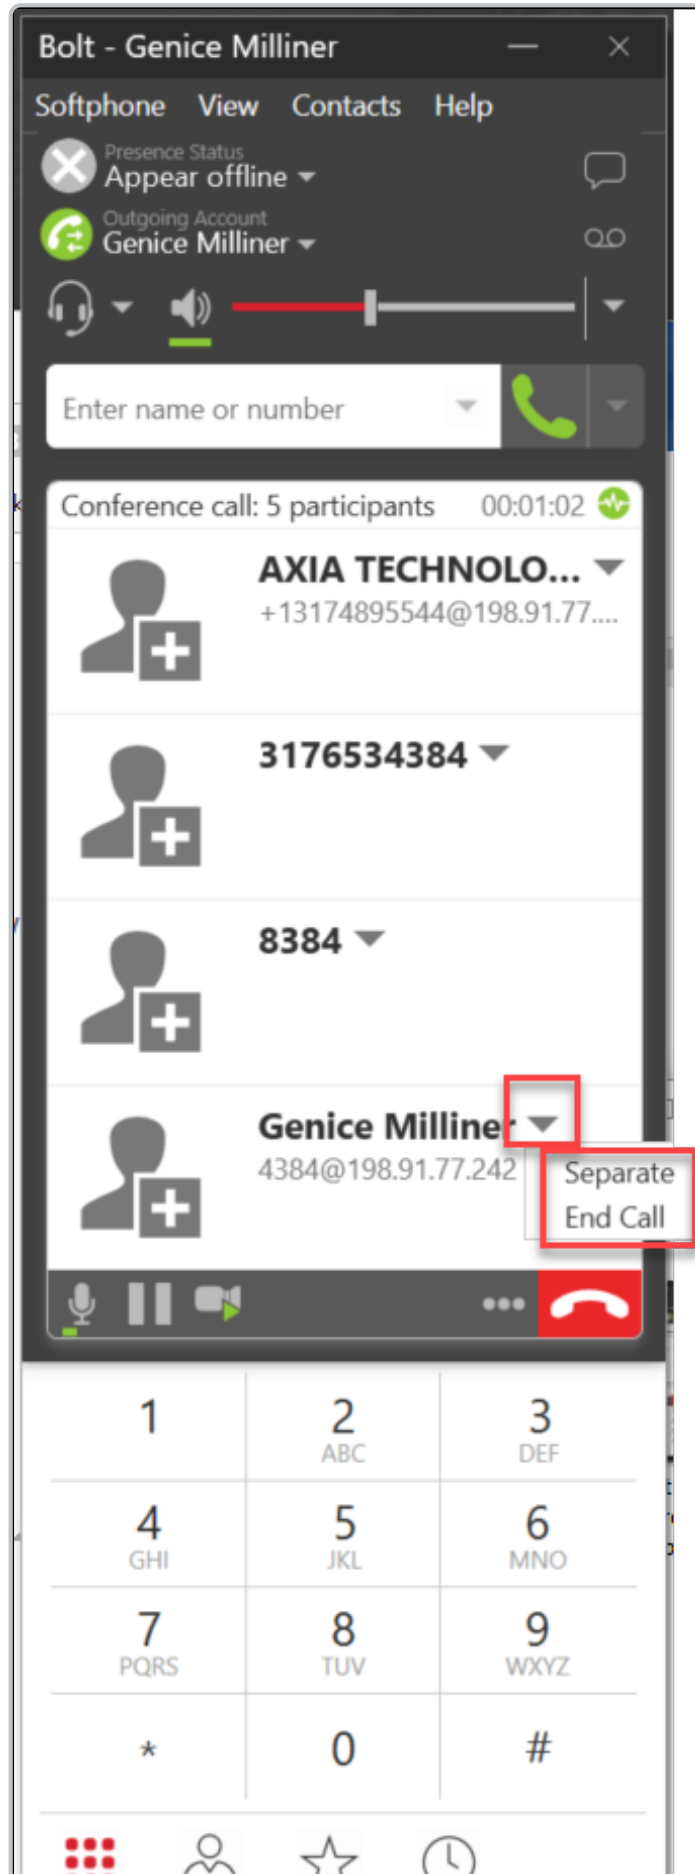 Bolt - Genice Milliner
Softphone View Contacts Help
Presence Status
Appear offline
Outgoing Account
Genice Milliner
Enter name or number
Conference call: 5 participants 00:01:02
AXIA TECHNOLO...
+13174895544@198.91.77....
3176534384
8384
Genice Milliner
4384@198.91.77.242
Separate
End Call
1 2 3
ABC DEF
4 5 6
GHI JKL MNO
7 8 9
PQRS TUV WXYZ
* 0 #